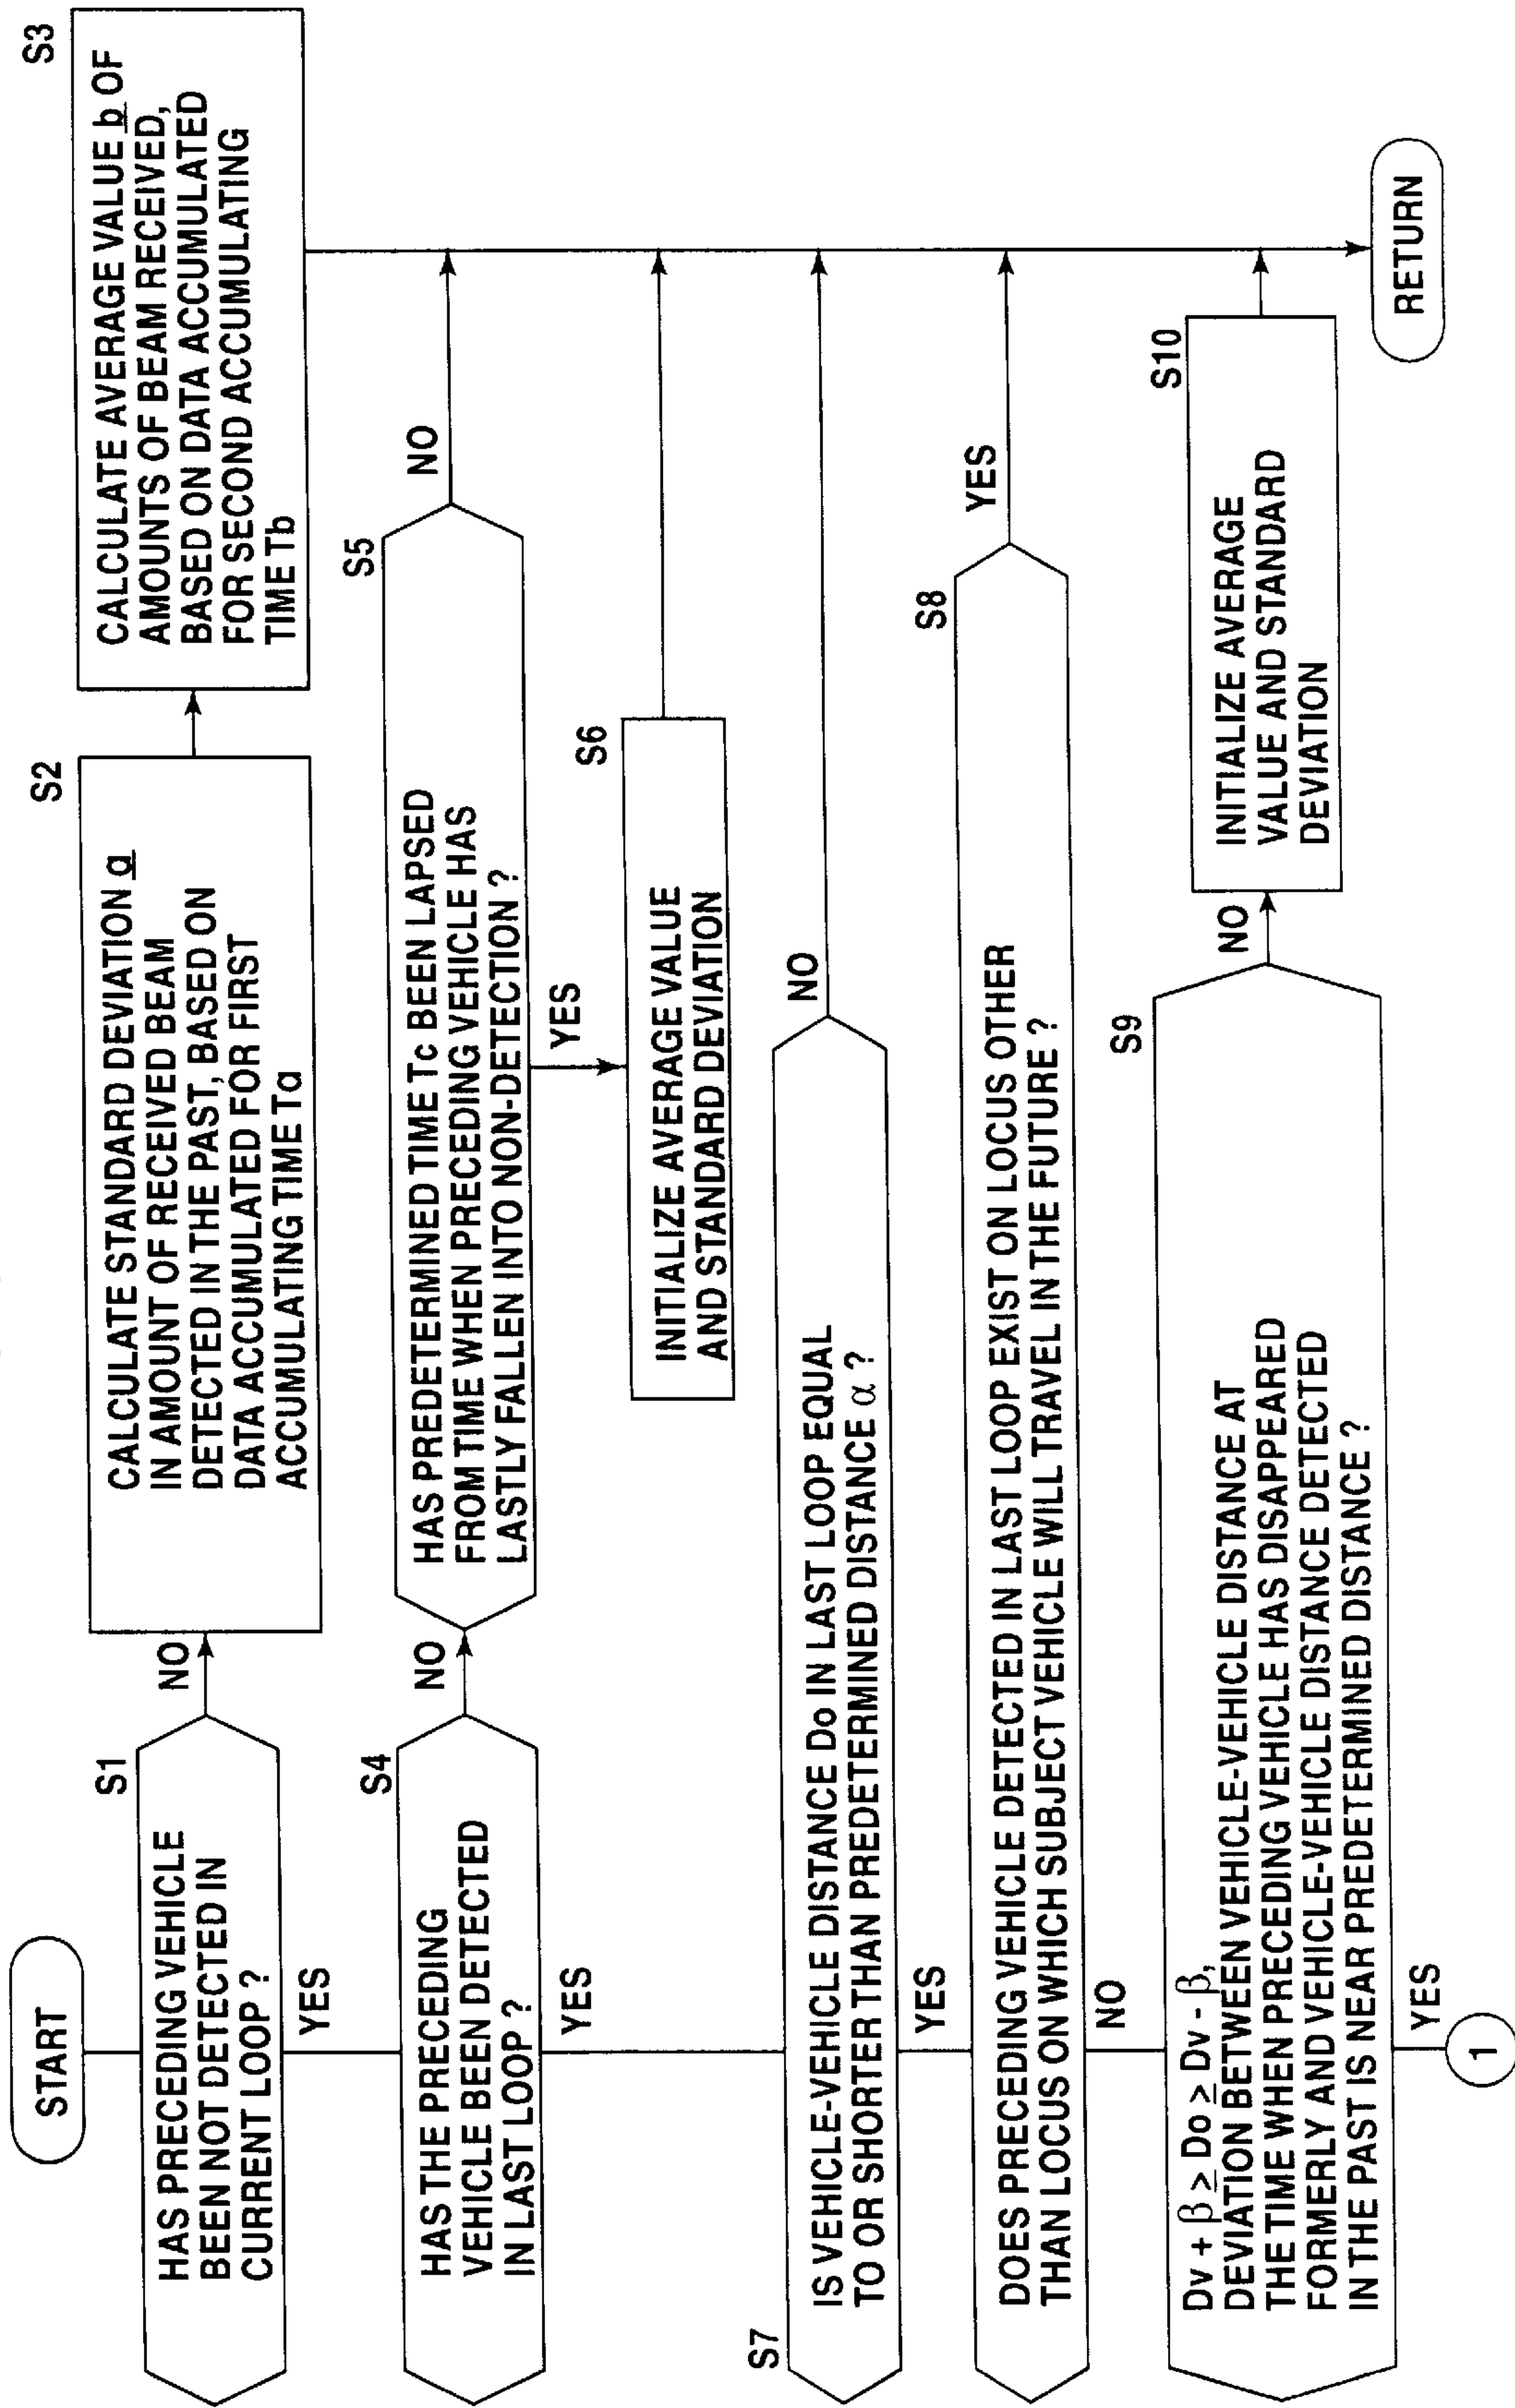 START
S1
HAS PRECEDING VEHICLE
BEEN NOT DETECTED IN
CURRENT LOOP ?
NO
YES
S2
CALCULATE STANDARD DEVIATION a
IN AMOUNT OF RECEIVED BEAM
DETECTED IN THE PAST, BASED ON
DATA ACCUMULATED FOR FIRST
ACCUMULATING TIME Ta
S3
CALCULATE AVERAGE VALUE b OF
AMOUNTS OF BEAM RECEIVED,
BASED ON DATA ACCUMULATED
FOR SECOND ACCUMULATING
TIME Tb
S4
HAS THE PRECEDING
VEHICLE BEEN DETECTED
IN LAST LOOP ?
NO
YES
S5
HAS PREDETERMINED TIME Tc BEEN LAPSED
FROM TIME WHEN PRECEDING VEHICLE HAS
LASTLY FALLEN INTO NON-DETECTION ?
NO
YES
S6
INITIALIZE AVERAGE VALUE
AND STANDARD DEVIATION
S7
IS VEHICLE-VEHICLE DISTANCE Do IN LAST LOOP EQUAL
TO OR SHORTER THAN PREDETERMINED DISTANCE α ?
NO
YES
S8
DOES PRECEDING VEHICLE DETECTED IN LAST LOOP EXIST ON LOCUS OTHER
THAN LOCUS ON WHICH SUBJECT VEHICLE WILL TRAVEL IN THE FUTURE ?
YES
NO
S9
Dv + β ≥ Do ≥ Dv - β,
DEVIATION BETWEEN VEHICLE-VEHICLE DISTANCE AT
THE TIME WHEN PRECEDING VEHICLE HAS DISAPPEARED
FORMERLY AND VEHICLE-VEHICLE DISTANCE DETECTED
IN THE PAST IS NEAR PREDETERMINED DISTANCE ?
NO
YES
S10
INITIALIZE AVERAGE
VALUE AND STANDARD
DEVIATION
RETURN
1